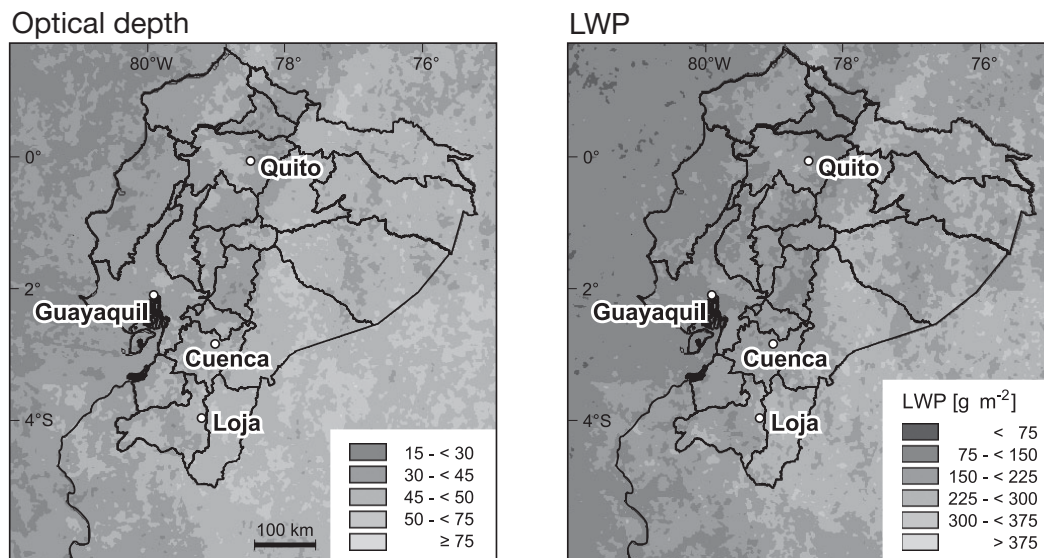 Optical depth
80°W 78° 76°
0°
2°
4°S
Quito
Guayaquil
Cuenca
Loja
15 - < 30
30 - < 45
45 - < 50
50 - < 75
≥ 75
100 km
LWP
80°W 78° 76°
0°
2°
4°S
Quito
Guayaquil
Cuenca
Loja
LWP [g m-2]
< 75
75 - < 150
150 - < 225
225 - < 300
300 - < 375
> 375